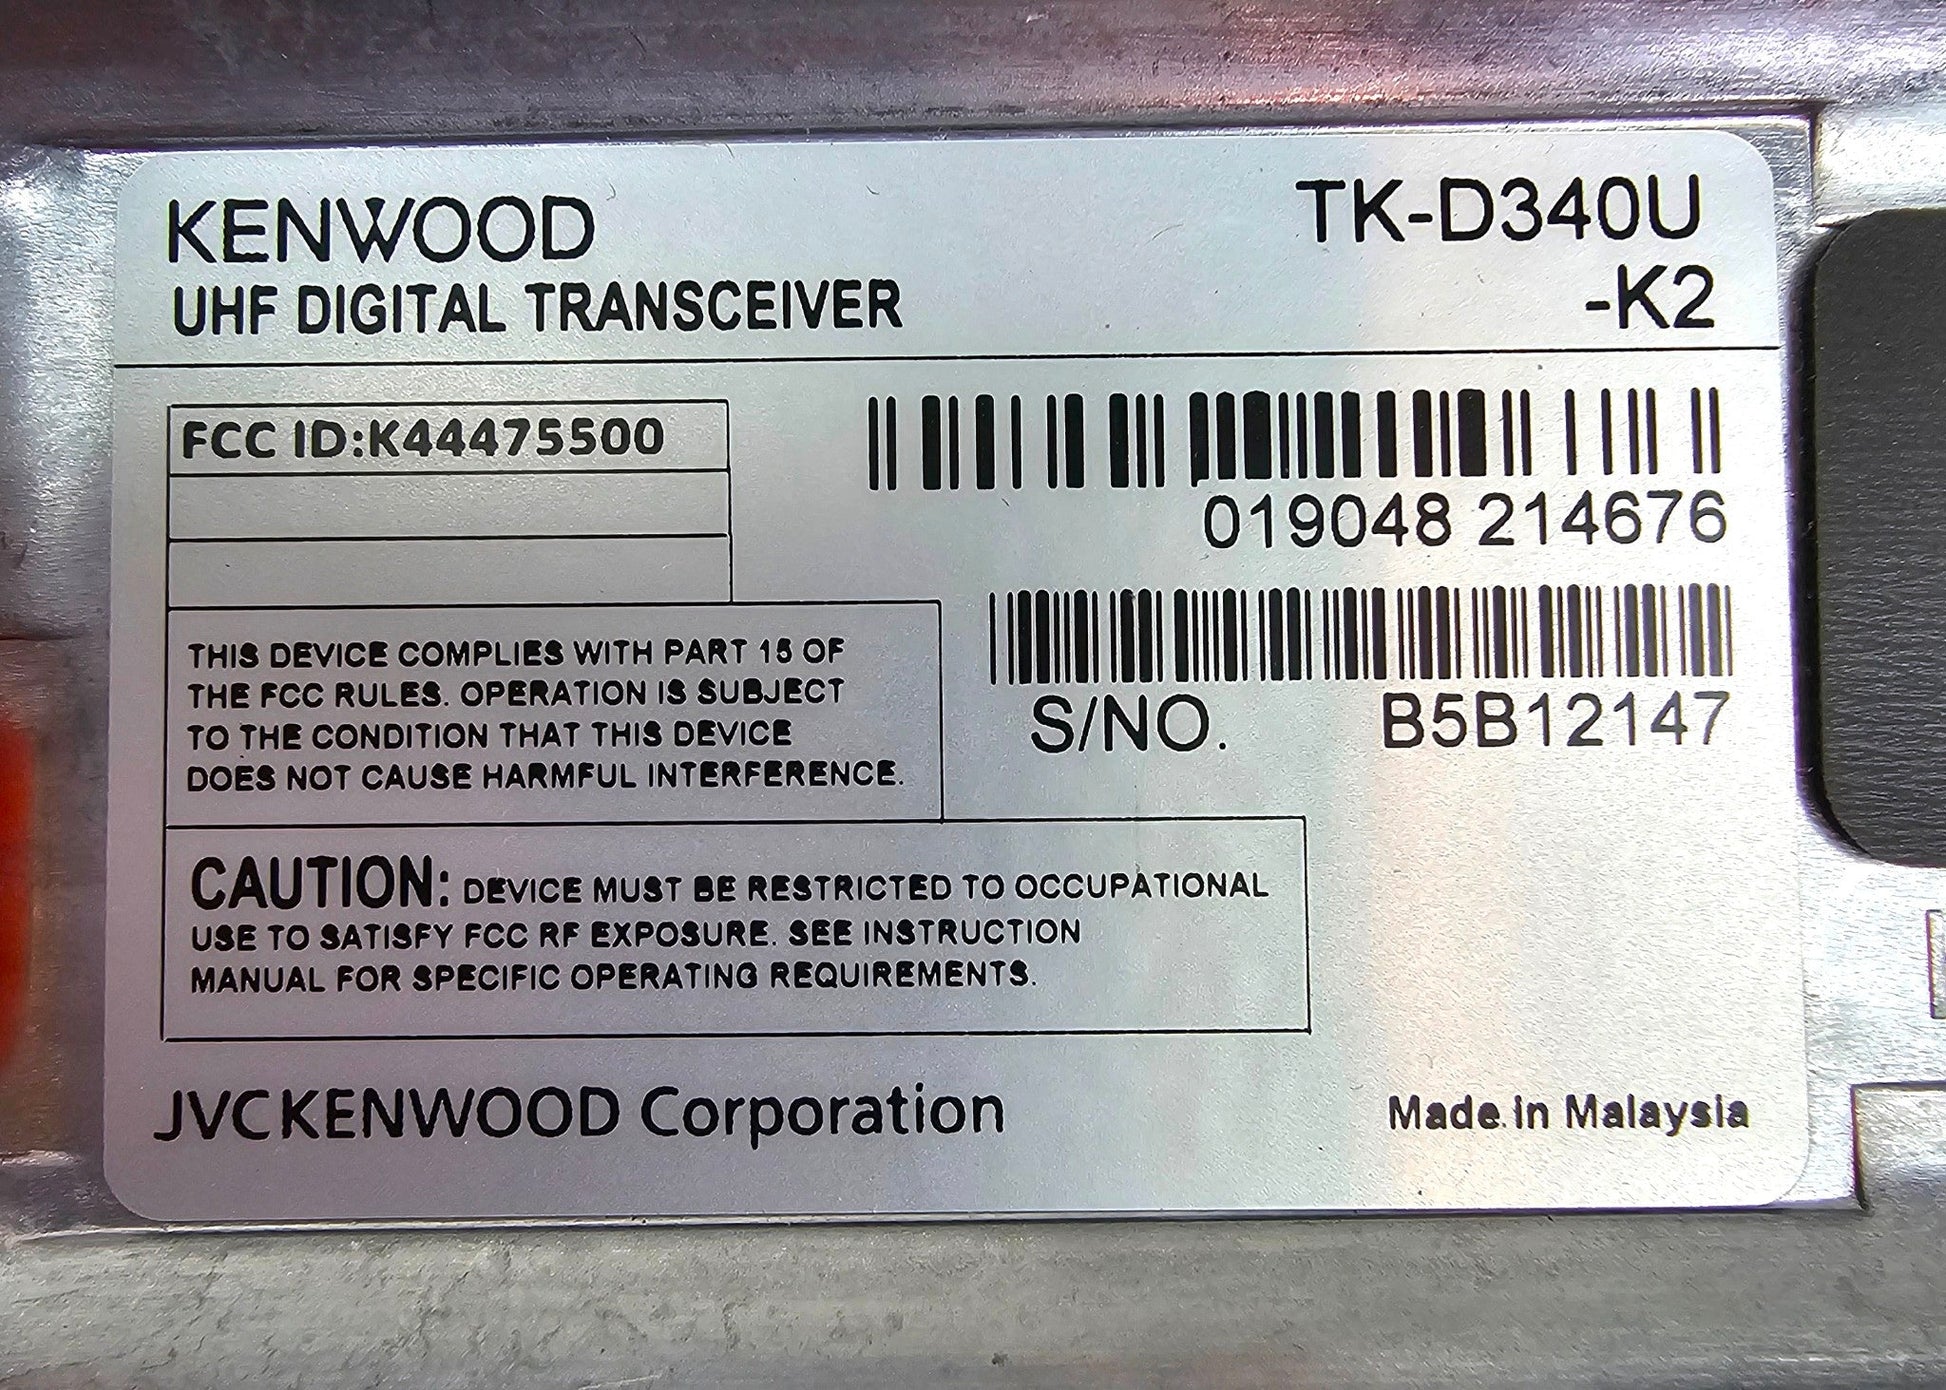 KENWOOD
UHF DIGITAL TRANSCEIVER
TK-D340U
-K2
FCC ID:K44475500
019048 214676
S/NO. B5B12147
THIS DEVICE COMPLIES WITH PART 15 OF
THE FCC RULES. OPERATION IS SUBJECT
TO THE CONDITION THAT THIS DEVICE
DOES NOT CAUSE HARMFUL INTERFERENCE.
CAUTION: DEVICE MUST BE RESTRICTED TO OCCUPATIONAL
USE TO SATISFY FCC RF EXPOSURE. SEE INSTRUCTION
MANUAL FOR SPECIFIC OPERATING REQUIREMENTS.
JVCKENWOOD Corporation
Made in Malaysia